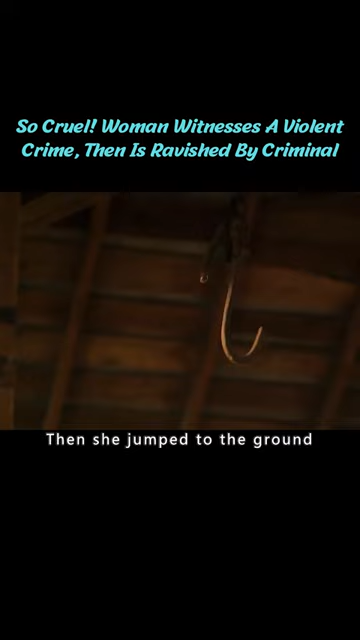 So Cruel! Woman Witnesses A Violent
Crime, Then Is Ravished By Criminal
Then she jumped to the ground